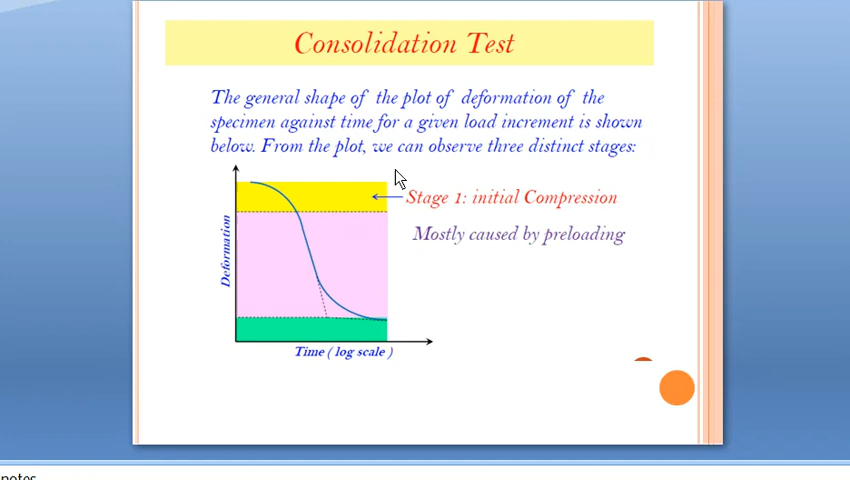 Consolidation Test
The general shape of the plot of deformation of the
specimen against time for a given load increment is shown
below. From the plot, we can observe three distinct stages:
Stage 1: initial Compression
Mostly caused by preloading
Deformation
Time ( log scale )
notes